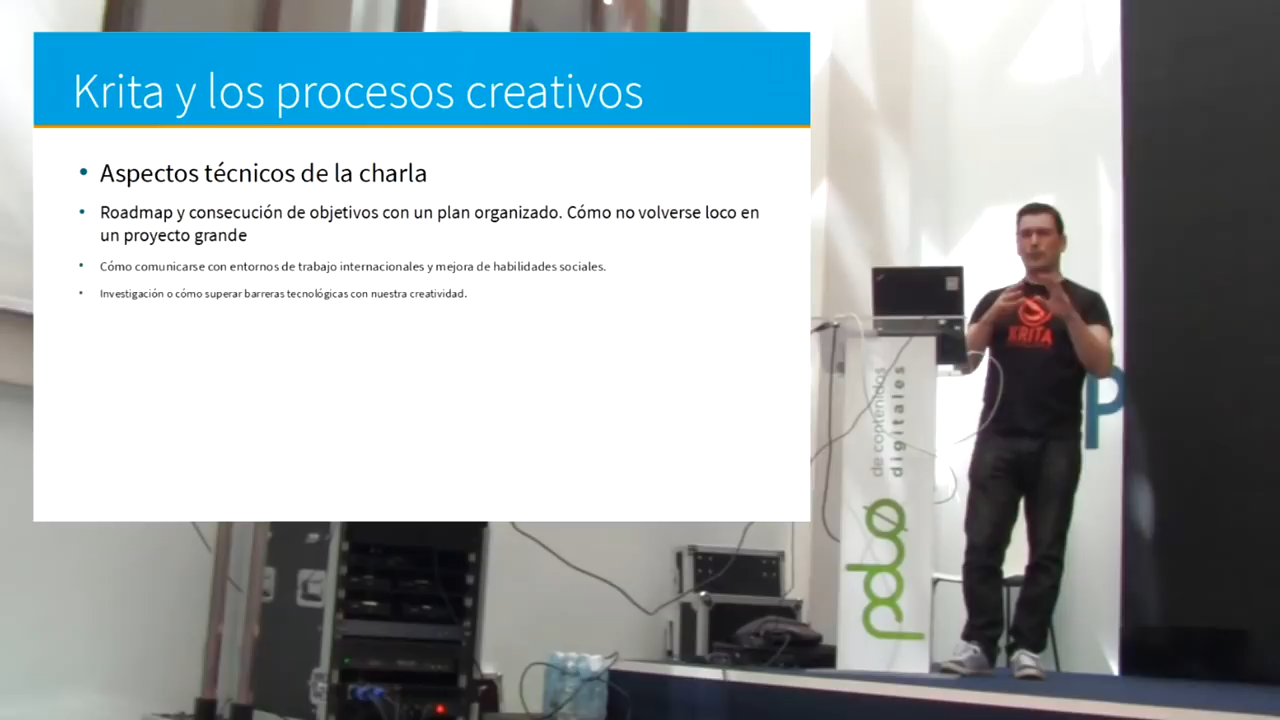 Krita y los procesos creativos
Aspectos técnicos de la charla
Roadmap y consecución de objetivos con un plan organizado. Cómo no volverse loco en
un proyecto grande
Cómo comunicarse con entornos de trabajo internacionales y mejora de habilidades sociales.
Investigación o cómo superar barreras tecnológicas con nuestra creatividad.
KRITA
de contenidos
digitales
P